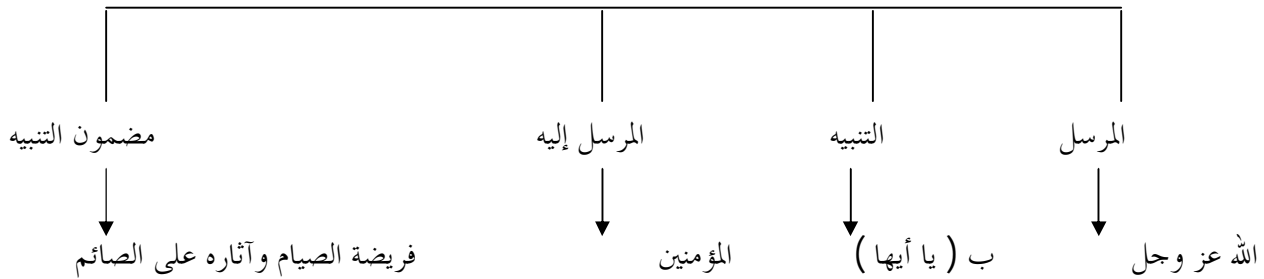 المرسل التنبيه المرسل إليه مضمون التنبيه
الله عز وجل ب ( يا أيها ) المؤمنين فريضة الصيام وآثاره على الصائم